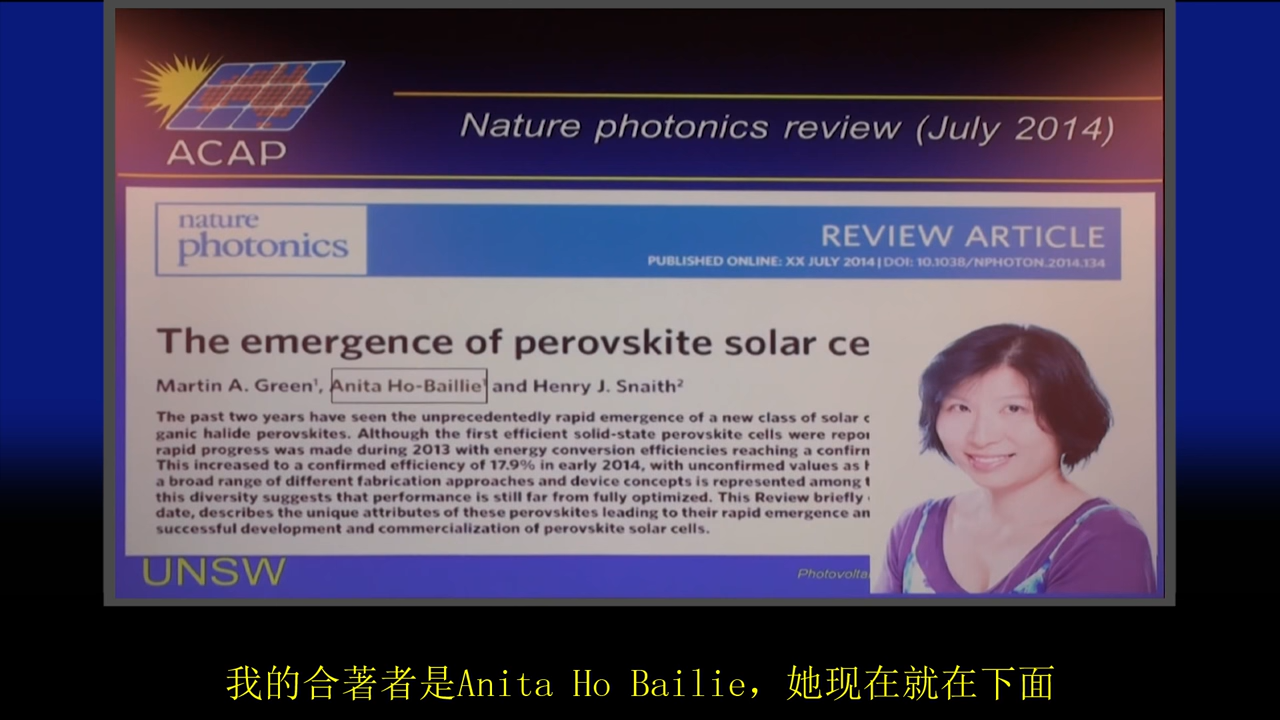 ACAP
Nature photonics review (July 2014)
nature
photonics
REVIEW ARTICLE
PUBLISHED ONLINE: XX JULY 2014 | DOI: 10.1038/NPHOTON.2014.134
The emergence of perovskite solar ce
Martin A. Green¹, Anita Ho-Baillie¹ and Henry J. Snaith²
The past two years have seen the unprecedentedly rapid emergence of a new class of solar c
ganic halide perovskites. Although the first efficient solid-state perovskite cells were repor
rapid progress was made during 2013 with energy conversion efficiencies reaching a confirm
This increased to a confirmed efficiency of 17.9% in early 2014, with unconfirmed values as h
a broad range of different fabrication approaches and device concepts is represented among t
this diversity suggests that performance is still far from fully optimized. This Review briefly
date, describes the unique attributes of these perovskites leading to their rapid emergence an
successful development and commercialization of perovskite solar cells.
UNSW
Photovolta
我的合著者是Anita Ho Bailie，她现在就在下面